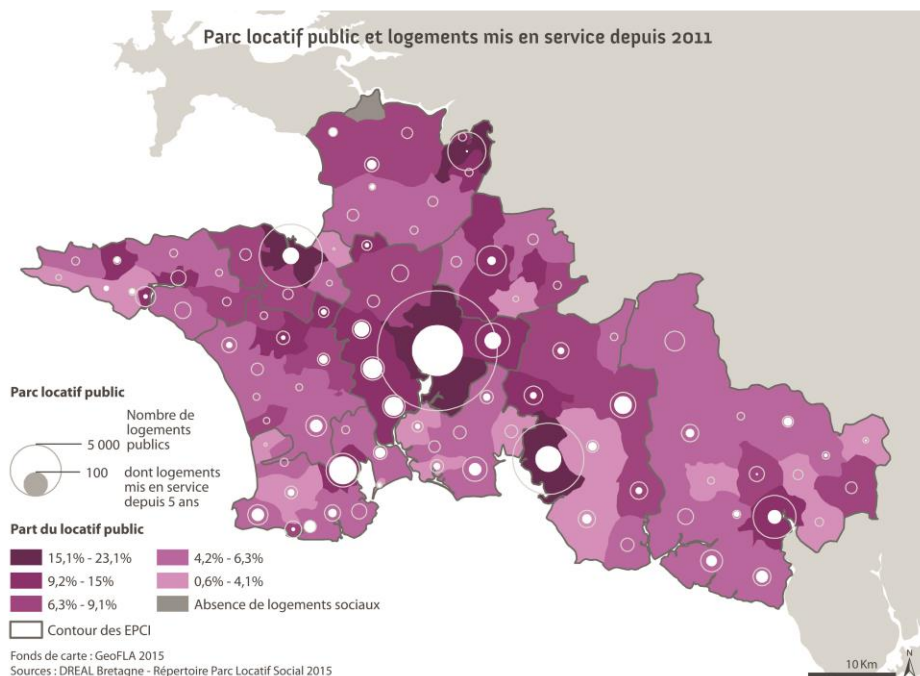 Parc locatif public et logements mis en service depuis 2011
Parc locatif public
Nombre de
logements
publics
5 000
100
dont logements
mis en service
depuis 5 ans
Part du locatif public
15,1% - 23,1%
9,2% - 15%
6,3% - 9,1%
4,2% - 6,3%
0,6% - 4,1%
Absence de logements sociaux
Contour des EPCI
Fonds de carte : GeoFLA 2015
Sources : DREAL Bretagne - Répertoire Parc Locatif Social 2015
10 Km
N